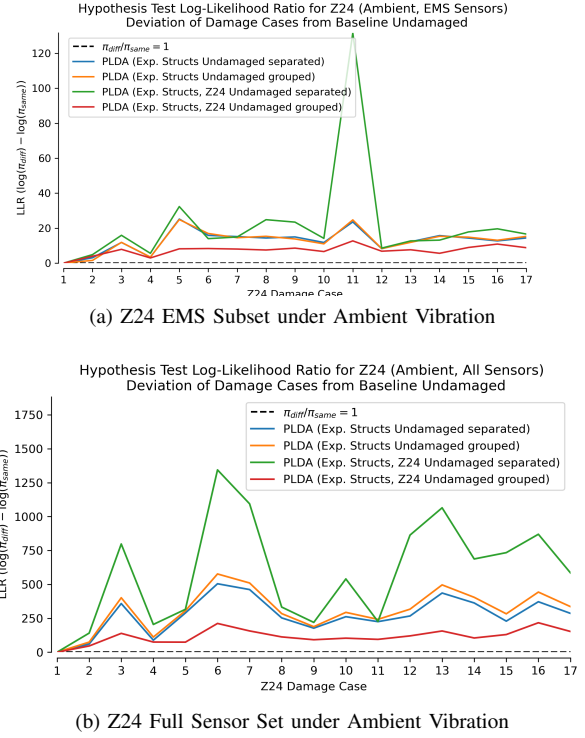 Hypothesis Test Log-Likelihood Ratio for Z24 (Ambient, EMS Sensors)
Deviation of Damage Cases from Baseline Undamaged
π_diff/π_same = 1
PLDA (Exp. Structs Undamaged separated)
PLDA (Exp. Structs Undamaged grouped)
PLDA (Exp. Structs, Z24 Undamaged separated)
PLDA (Exp. Structs, Z24 Undamaged grouped)
LLR (log(π_diff) − log(π_same))
120
100
80
60
40
20
0
1 2 3 4 5 6 7 8 9 10 11 12 13 14 15 16 17
Z24 Damage Case
(a) Z24 EMS Subset under Ambient Vibration
Hypothesis Test Log-Likelihood Ratio for Z24 (Ambient, All Sensors)
Deviation of Damage Cases from Baseline Undamaged
π_diff/π_same = 1
PLDA (Exp. Structs Undamaged separated)
PLDA (Exp. Structs Undamaged grouped)
PLDA (Exp. Structs, Z24 Undamaged separated)
PLDA (Exp. Structs, Z24 Undamaged grouped)
LLR (log(π_diff) − log(π_same))
1750
1500
1250
1000
750
500
250
0
1 2 3 4 5 6 7 8 9 10 11 12 13 14 15 16 17
Z24 Damage Case
(b) Z24 Full Sensor Set under Ambient Vibration